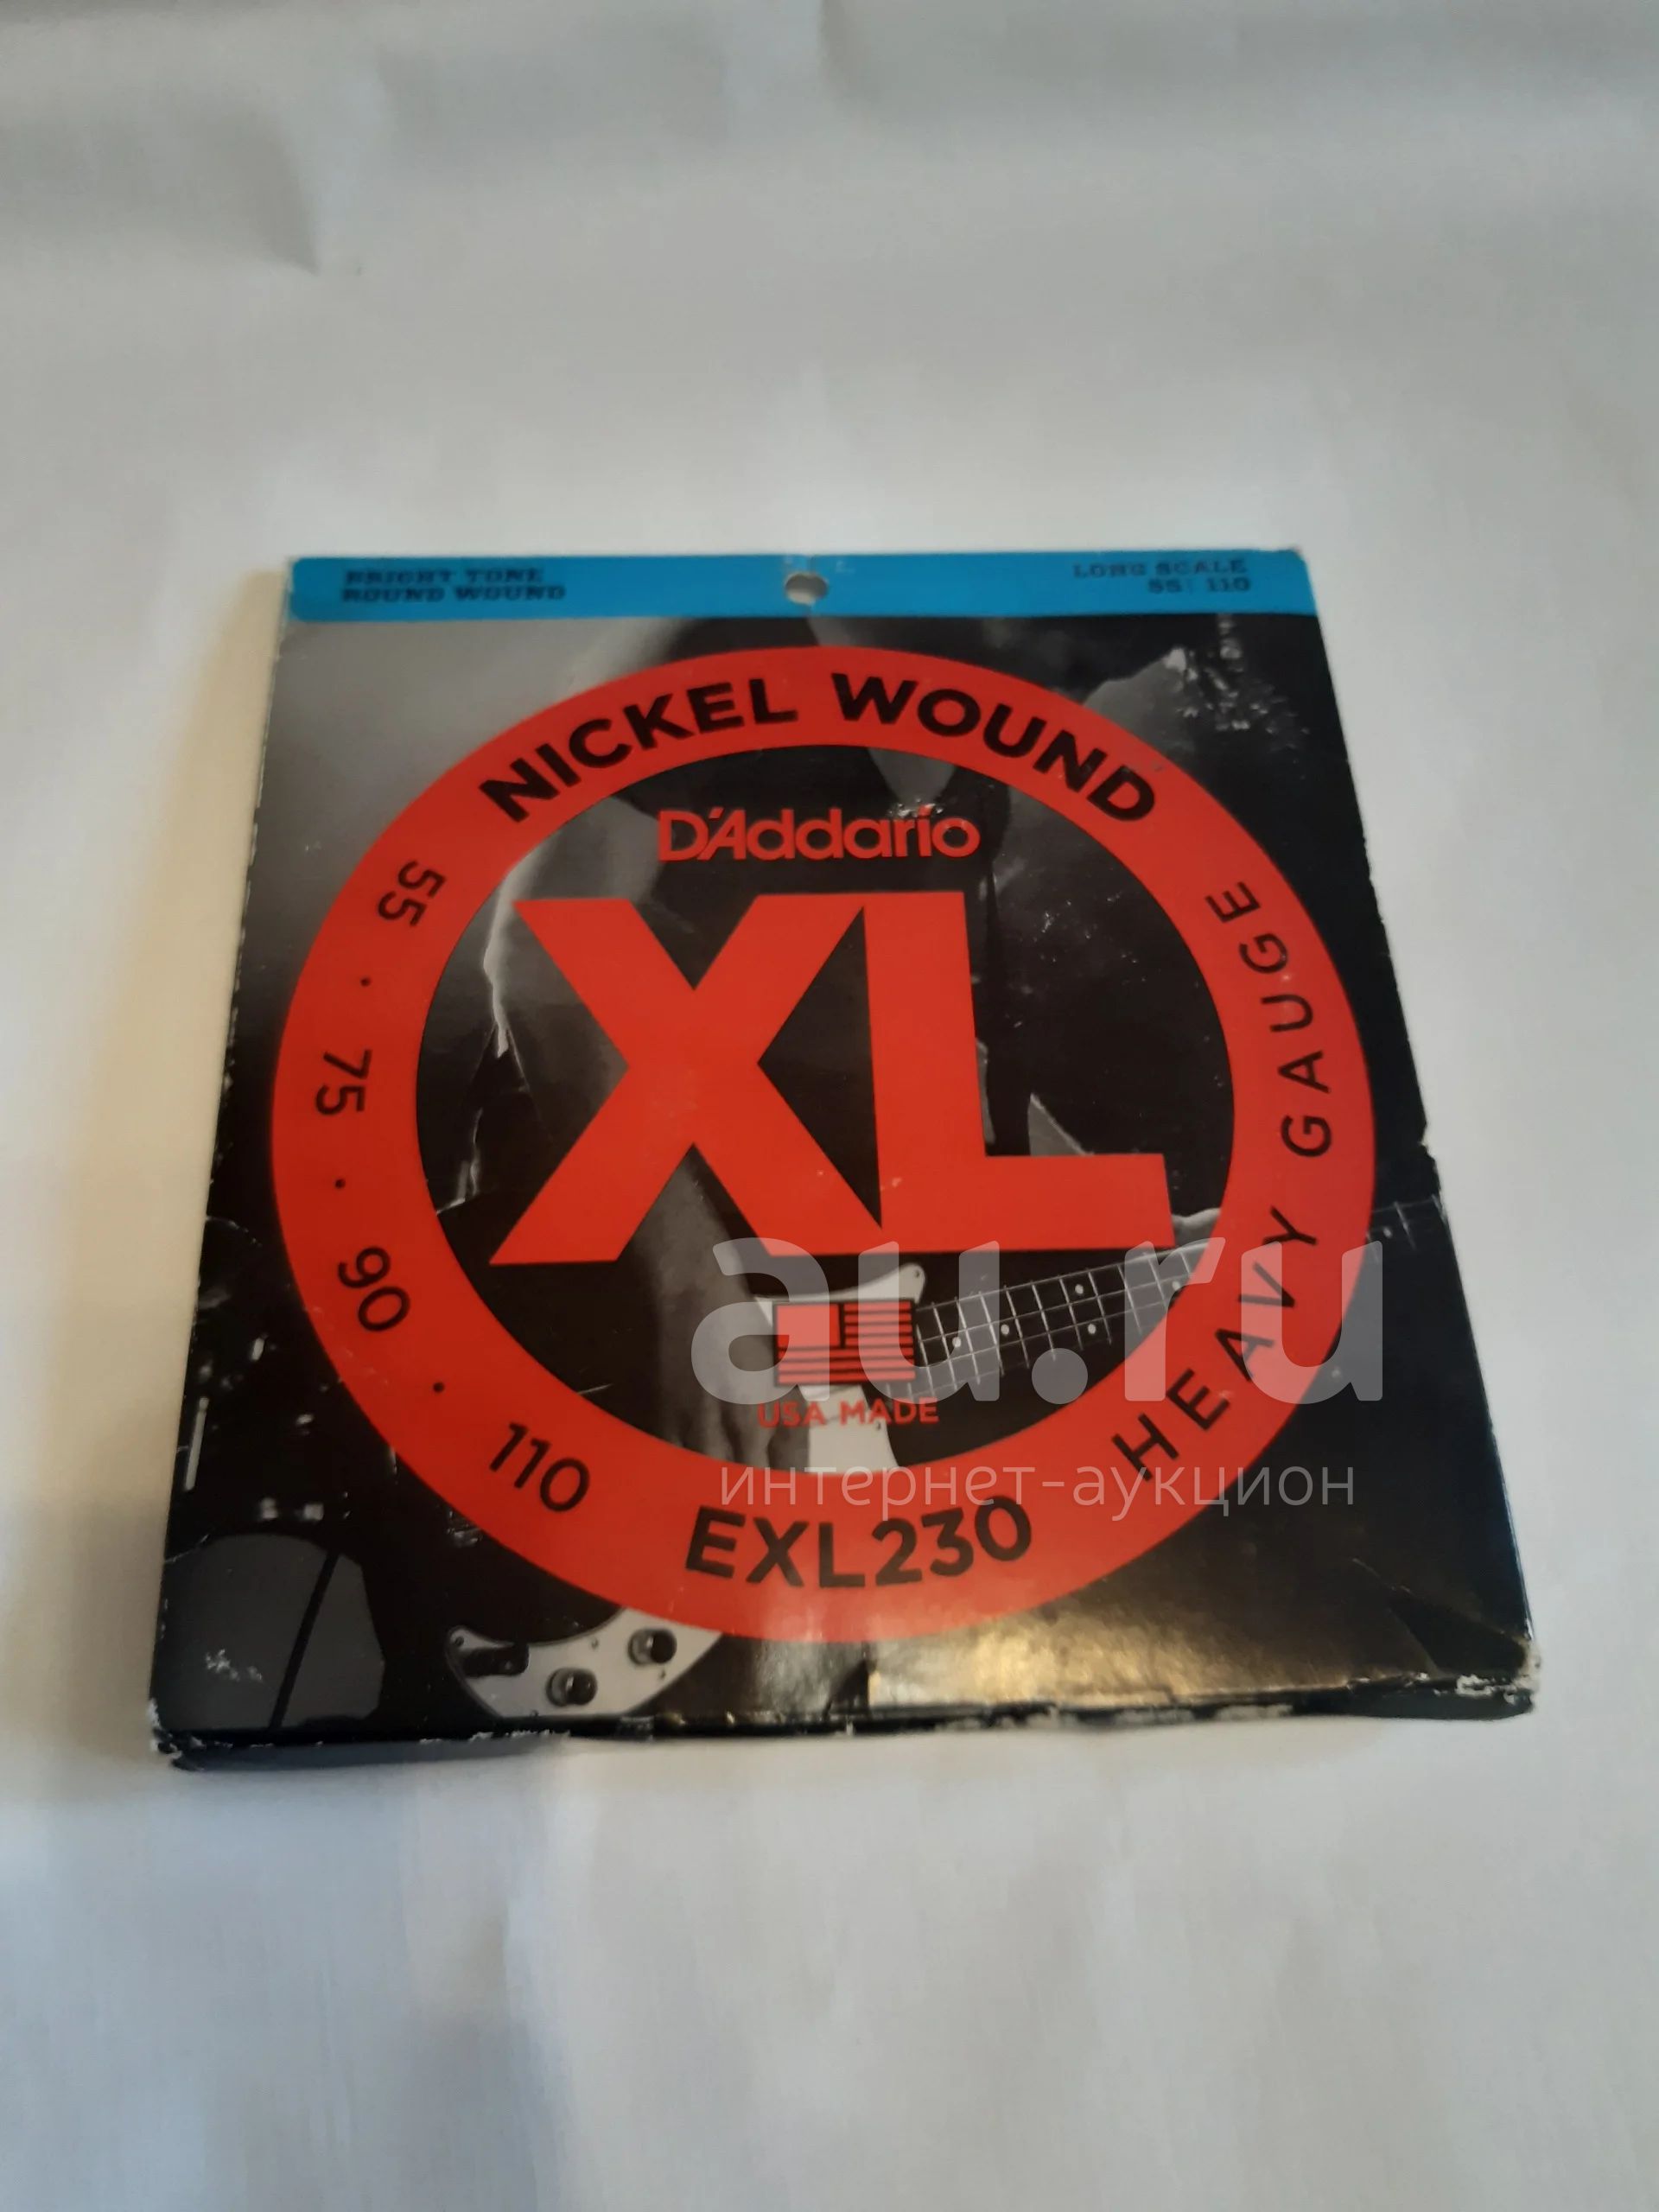 BRIGHT TONE
ROUND WOUND
LONG SCALE
55 | 110
NICKEL WOUND
D'Addario
XL
55 · 75 · 90 · 110
HEAVY GAUGE
USA MADE
EXL230
au.ru
интернет-аукцион